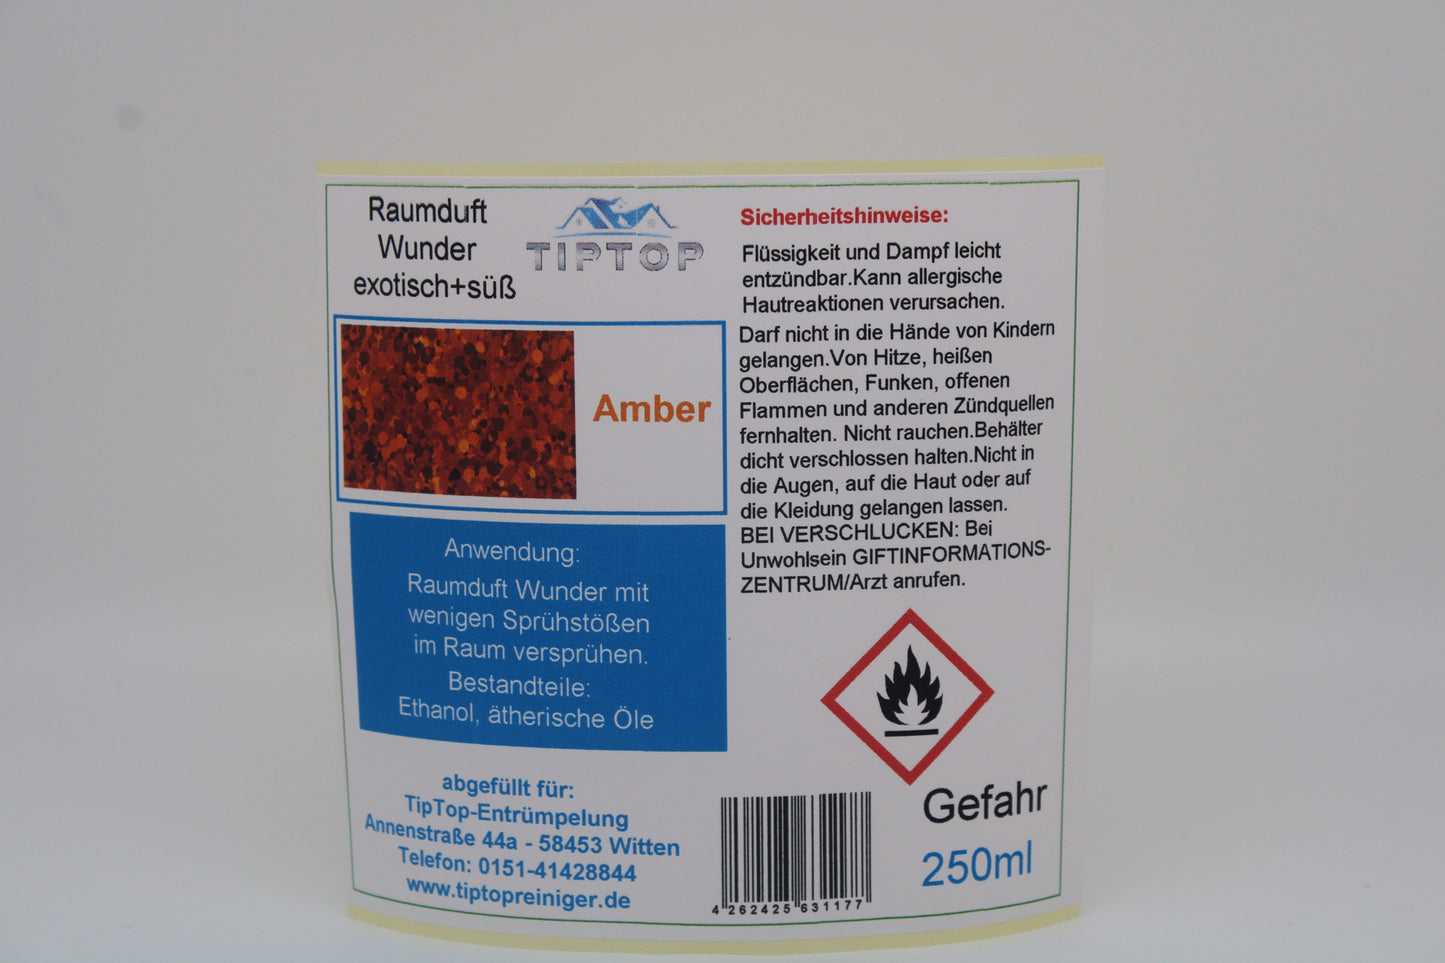 Raumduft
Wunder
exotisch+süß
TIPTOP
Amber
Anwendung:
Raumduft Wunder mit
wenigen Sprühstößen
im Raum versprühen.
Bestandteile:
Ethanol, ätherische Öle
abgefüllt für:
TipTop-Entrümpelung
Annenstraße 44a - 58453 Witten
Telefon: 0151-41428844
www.tiptopreiniger.de
Sicherheitshinweise:
Flüssigkeit und Dampf leicht
entzündbar.Kann allergische
Hautreaktionen verursachen.
Darf nicht in die Hände von Kindern
gelangen.Von Hitze, heißen
Oberflächen, Funken, offenen
Flammen und anderen Zündquellen
fernhalten. Nicht rauchen.Behälter
dicht verschlossen halten.Nicht in
die Augen, auf die Haut oder auf
die Kleidung gelangen lassen.
BEI VERSCHLUCKEN: Bei
Unwohlsein GIFTINFORMATIONS-
ZENTRUM/Arzt anrufen.
Gefahr
250ml
4 262425 631177